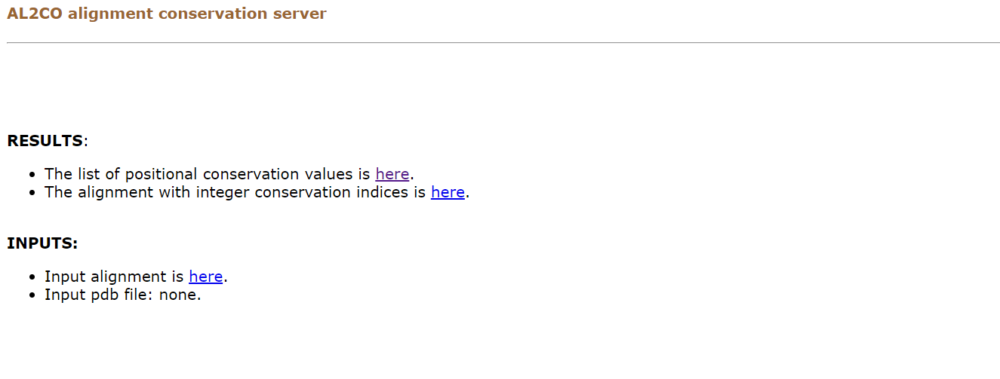 AL2CO alignment conservation server
RESULTS:
The list of positional conservation values is here.
The alignment with integer conservation indices is here.
INPUTS:
Input alignment is here.
Input pdb file: none.